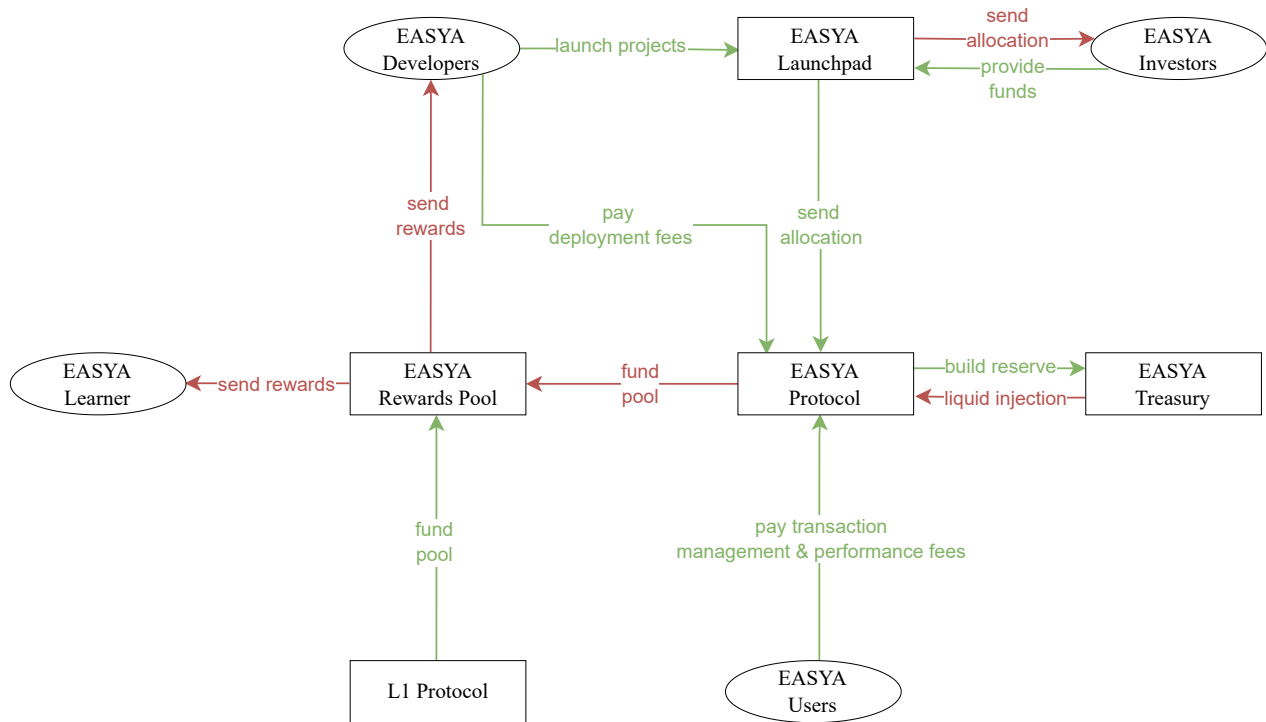 EASYA
Developers
launch projects
EASYA
Launchpad
send
allocation
provide
funds
EASYA
Investors
send
rewards
pay
deployment fees
send
allocation
EASYA
Learner
send rewards
EASYA
Rewards Pool
fund
pool
EASYA
Protocol
build reserve
liquid injection
EASYA
Treasury
fund
pool
pay transaction
management & performance fees
L1 Protocol
EASYA
Users